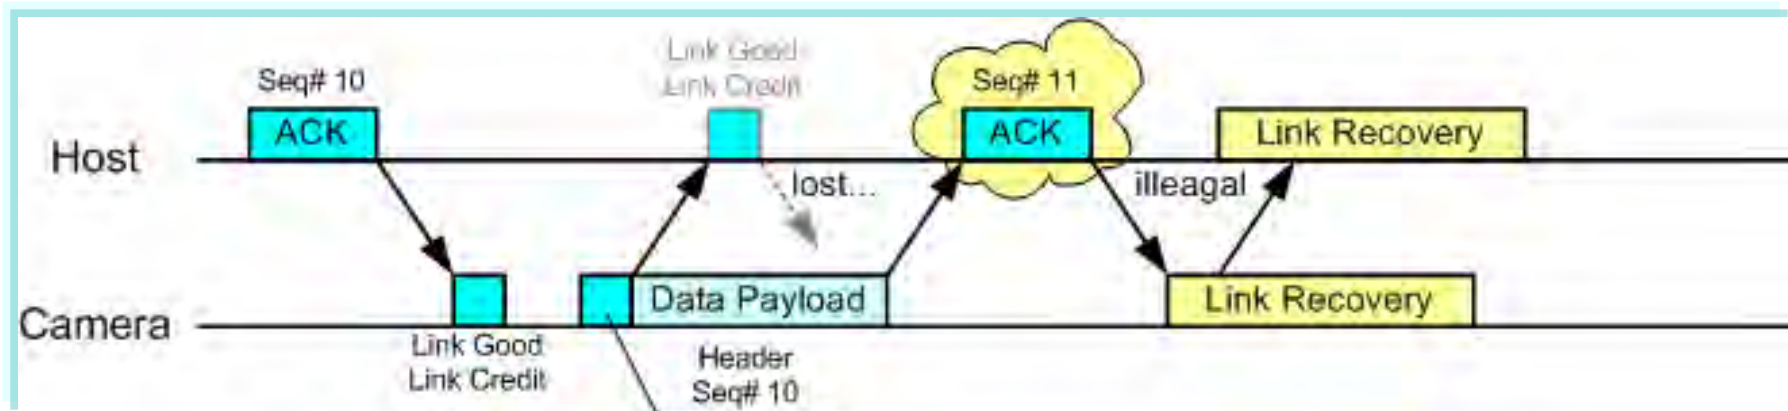 Link Good
Link Credit
Seq# 10
Seq# 11
ACK
ACK
Link Recovery
Host
lost...
illeagal
Data Payload
Link Recovery
Camera
Link Good
Link Credit
Header
Seq# 10